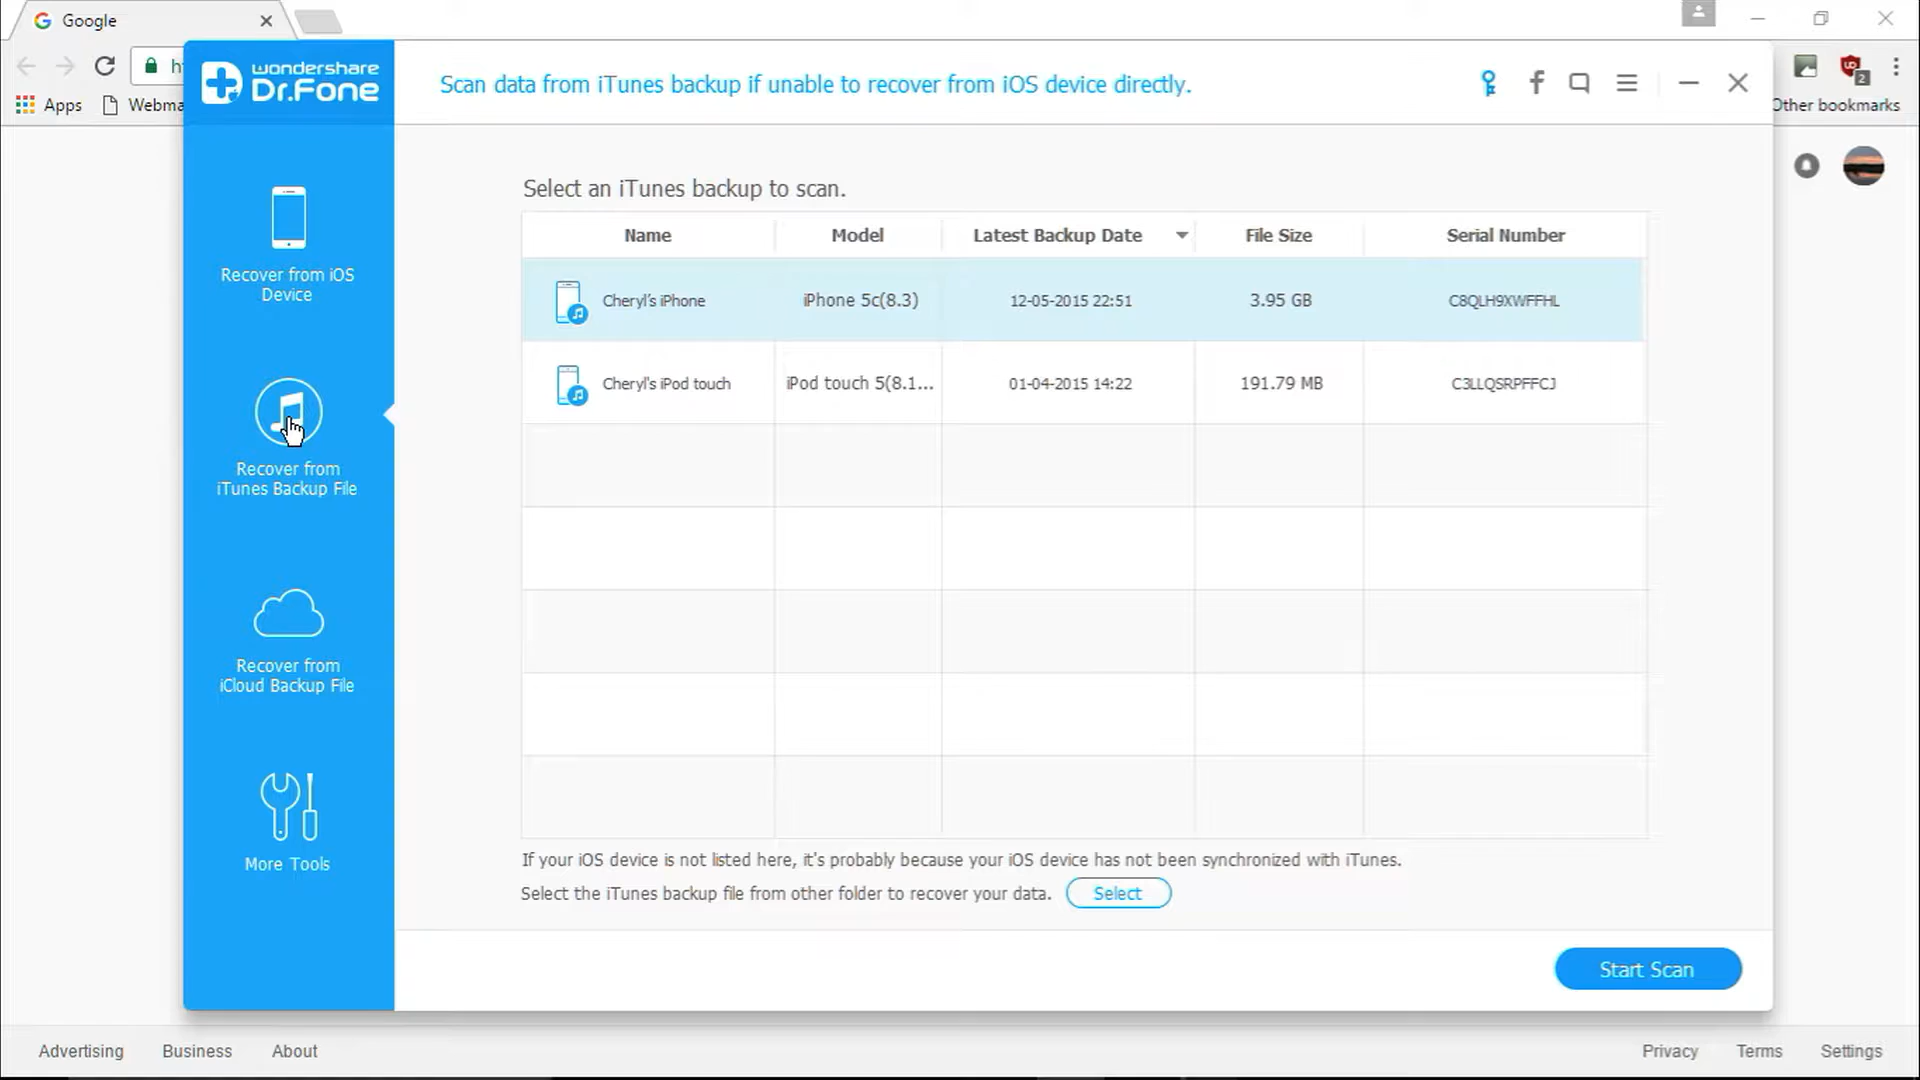 Google
h
2
Apps
Webma
Other bookmarks
wondershare
Dr.Fone
Scan data from iTunes backup if unable to recover from iOS device directly.
Recover from iOS
Device
Recover from
iTunes Backup File
Recover from
iCloud Backup File
More Tools
Select an iTunes backup to scan.
Name Model Latest Backup Date File Size Serial Number
Cheryl's iPhone iPhone 5c(8.3) 12-05-2015 22:51 3.95 GB C8QLH9XWFFHL
Cheryl's iPod touch iPod touch 5(8.1... 01-04-2015 14:22 191.79 MB C3LLQSRPFFCJ
If your iOS device is not listed here, it's probably because your iOS device has not been synchronized with iTunes.
Select the iTunes backup file from other folder to recover your data. Select
Start Scan
Advertising Business About Privacy Terms Settings